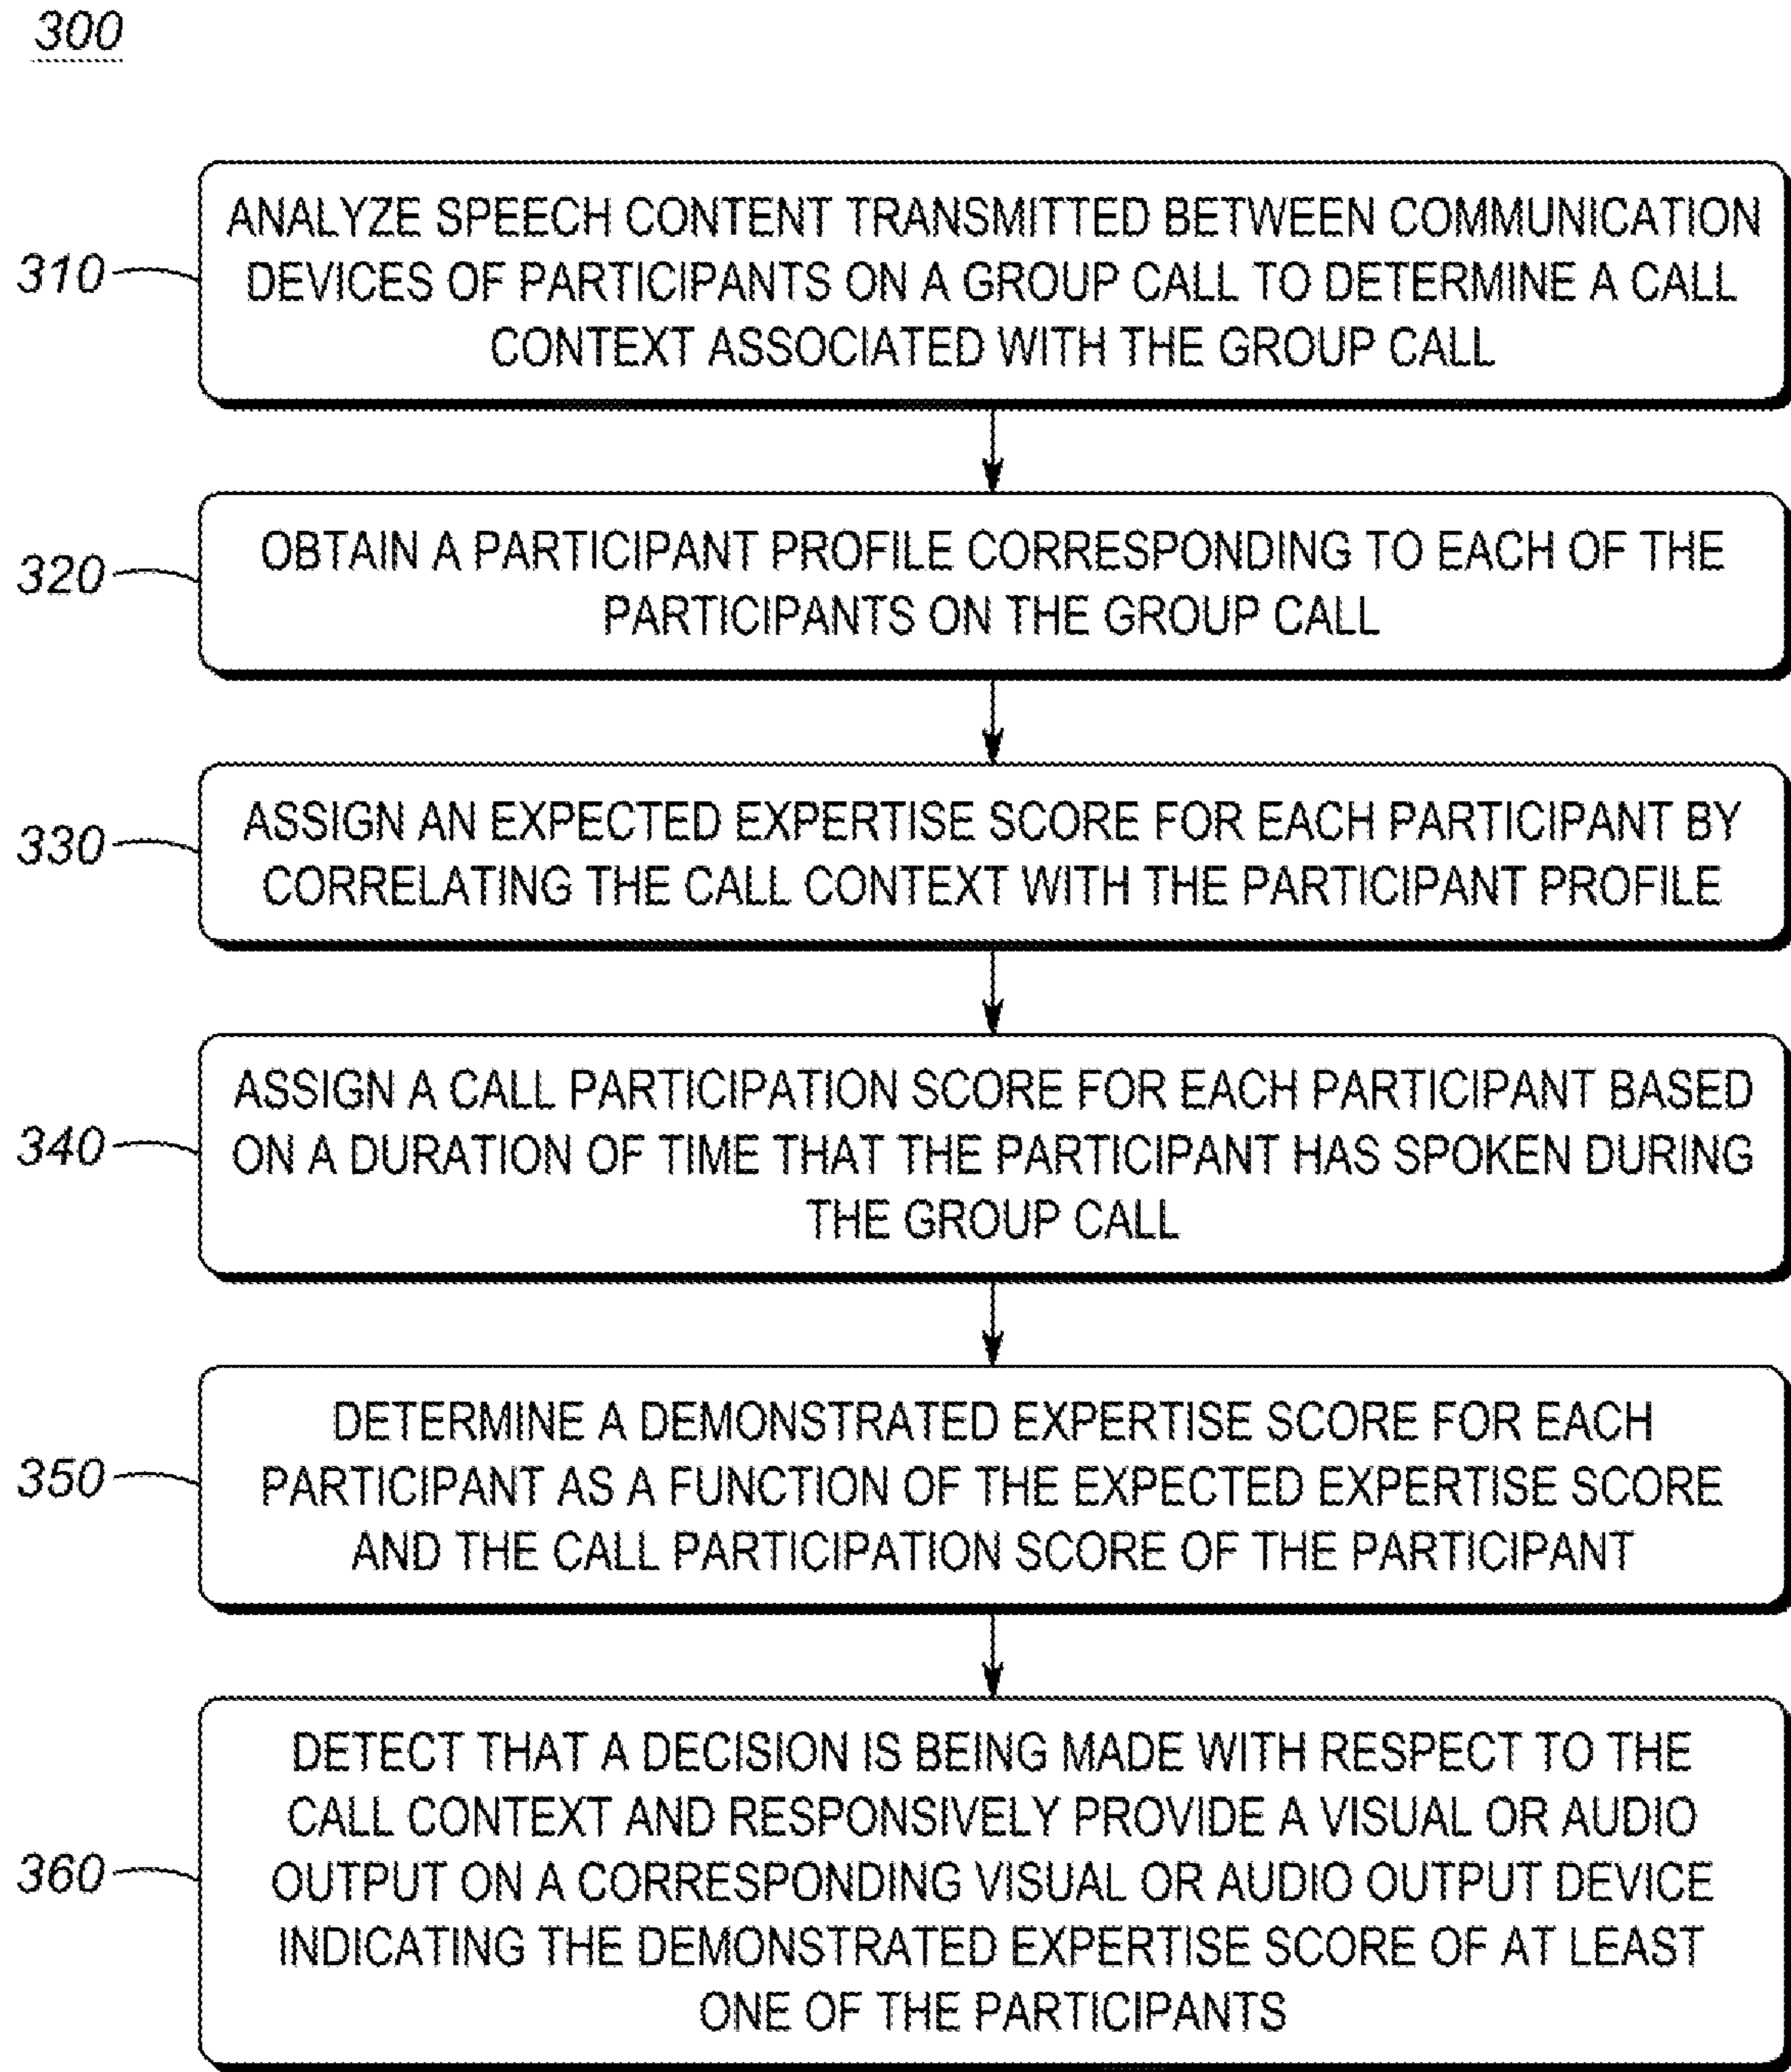 300
310
ANALYZE SPEECH CONTENT TRANSMITTED BETWEEN COMMUNICATION
DEVICES OF PARTICIPANTS ON A GROUP CALL TO DETERMINE A CALL
CONTEXT ASSOCIATED WITH THE GROUP CALL
320
OBTAIN A PARTICIPANT PROFILE CORRESPONDING TO EACH OF THE
PARTICIPANTS ON THE GROUP CALL
330
ASSIGN AN EXPECTED EXPERTISE SCORE FOR EACH PARTICIPANT BY
CORRELATING THE CALL CONTEXT WITH THE PARTICIPANT PROFILE
340
ASSIGN A CALL PARTICIPATION SCORE FOR EACH PARTICIPANT BASED
ON A DURATION OF TIME THAT THE PARTICIPANT HAS SPOKEN DURING
THE GROUP CALL
350
DETERMINE A DEMONSTRATED EXPERTISE SCORE FOR EACH
PARTICIPANT AS A FUNCTION OF THE EXPECTED EXPERTISE SCORE
AND THE CALL PARTICIPATION SCORE OF THE PARTICIPANT
360
DETECT THAT A DECISION IS BEING MADE WITH RESPECT TO THE
CALL CONTEXT AND RESPONSIVELY PROVIDE A VISUAL OR AUDIO
OUTPUT ON A CORRESPONDING VISUAL OR AUDIO OUTPUT DEVICE
INDICATING THE DEMONSTRATED EXPERTISE SCORE OF AT LEAST
ONE OF THE PARTICIPANTS